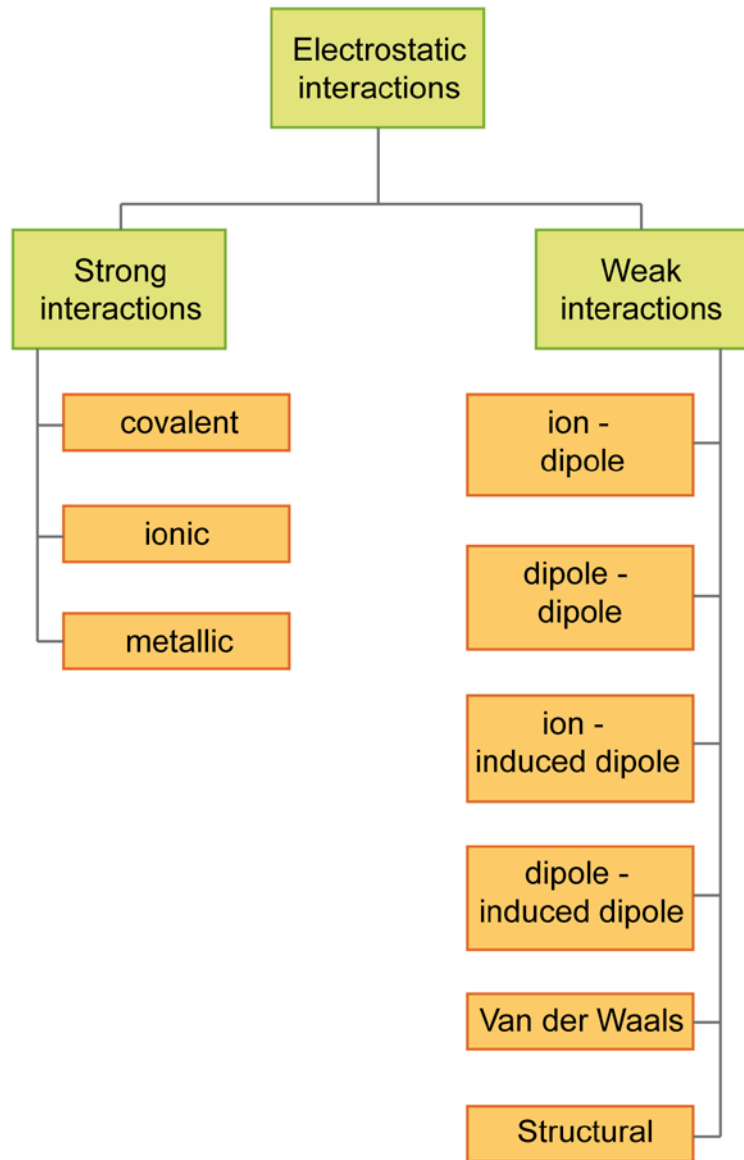 Electrostatic
interactions
Strong
interactions
Weak
interactions
covalent
ionic
metallic
ion -
dipole
dipole -
dipole
ion -
induced dipole
dipole -
induced dipole
Van der Waals
Structural